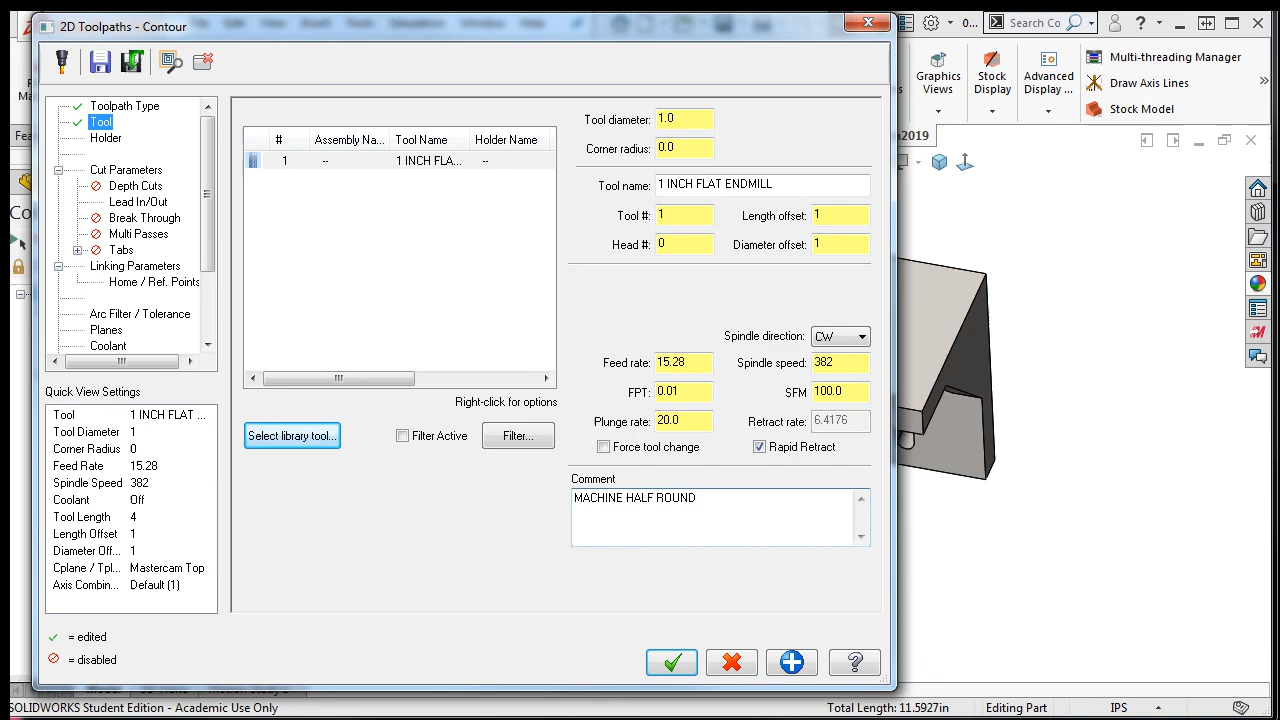 2D Toolpaths - Contour
0...
Search Co
Toolpath Type
Tool
Holder
Cut Parameters
Depth Cuts
Lead In/Out
Break Through
Multi Passes
Tabs
Linking Parameters
Home / Ref. Points
Arc Filter / Tolerance
Planes
Coolant
Quick View Settings
Tool 1 INCH FLAT ...
Tool Diameter 1
Corner Radius 0
Feed Rate 15.28
Spindle Speed 382
Coolant Off
Tool Length 4
Length Offset 1
Diameter Off... 1
Cplane / Tpl... Mastercam Top
Axis Combin... Default (1)
= edited
= disabled
# Assembly Na... Tool Name Holder Name
1 -- 1 INCH FLA... --
Right-click for options
Select library tool...
Filter Active
Filter...
Tool diameter: 1.0
Corner radius: 0.0
Tool name: 1 INCH FLAT ENDMILL
Tool #: 1 Length offset: 1
Head #: 0 Diameter offset: 1
Spindle direction: CW
Feed rate: 15.28 Spindle speed: 382
FPT: 0.01 SFM 100.0
Plunge rate: 20.0 Retract rate: 6.4176
Force tool change Rapid Retract
Comment
MACHINE HALF ROUND
Graphics Views
Stock Display
Advanced Display ...
Multi-threading Manager
Draw Axis Lines
Stock Model
2019
SOLIDWORKS Student Edition - Academic Use Only
Total Length: 11.5927in Editing Part IPS